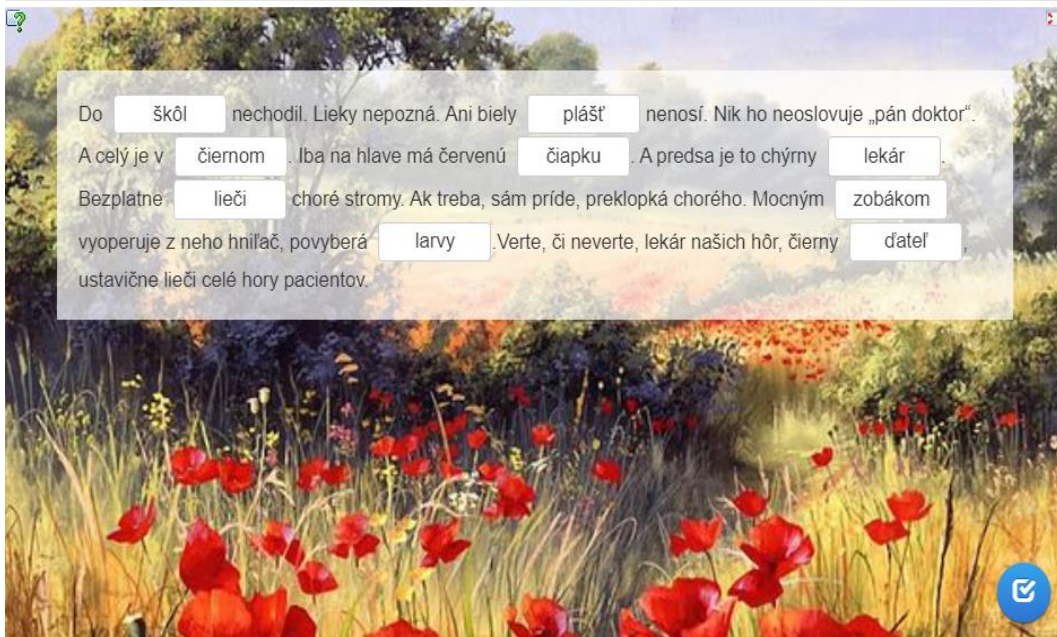 Do škôl nechodil. Lieky nepozná. Ani biely plášť nenosí. Nik ho neoslovuje „pán doktor“.
A celý je v čiernom . Iba na hlave má červenú čiapku . A predsa je to chýrny lekár .
Bezplatne lieči choré stromy. Ak treba, sám príde, preklopká chorého. Mocným zobákom
vyoperuje z neho hniľač, povyberá larvy .Verte, či neverte, lekár našich hôr, čierny ďateľ ,
ustavične lieči celé hory pacientov.